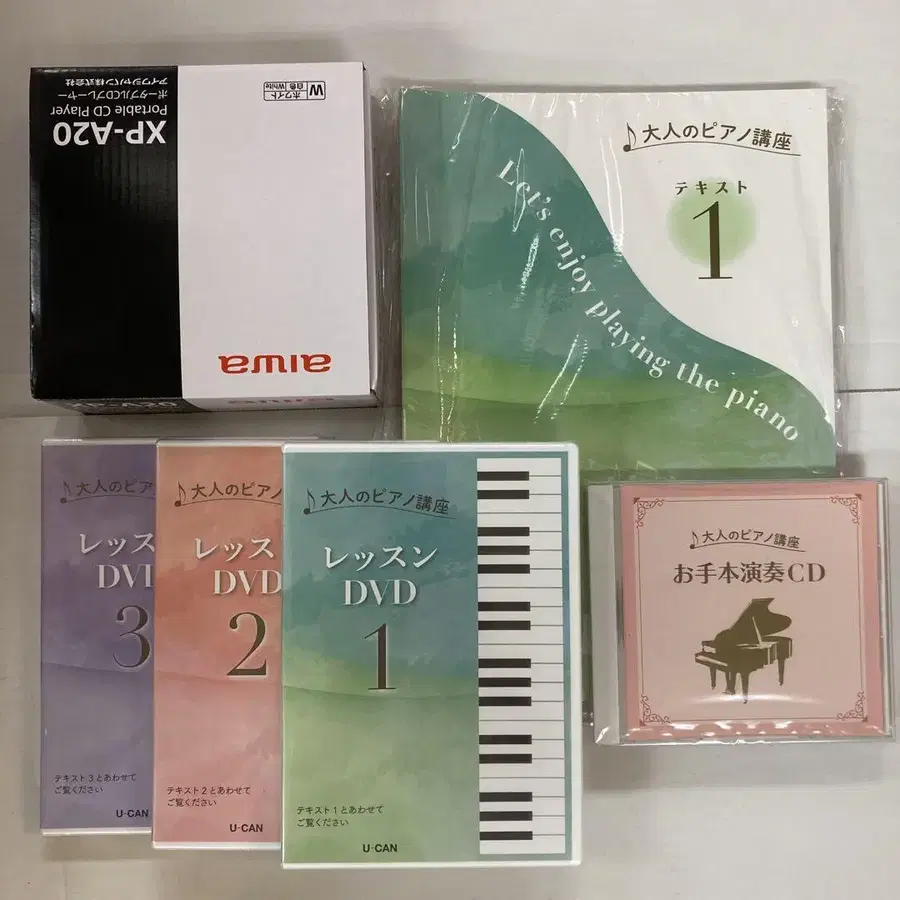 W ホワイト
白色 White
XP-A20
Portable CD Player
ポータブルCDプレーヤー
アイワジャパン株式会社
aiwa
aiwa
大人のピアノ講座
テキスト
1
Let's enjoy playing the piano
大人のピ
レッス
DVD
3
テキスト3とあわせて
ご覧ください
U-CAN
大人のピアノ
レッス
DVD
2
テキスト2とあわせて
ご覧ください
U-CAN
大人のピアノ講座
レッスン
DVD
1
テキスト1とあわせて
ご覧ください
U-CAN
大人のピアノ講座
お手本演奏CD